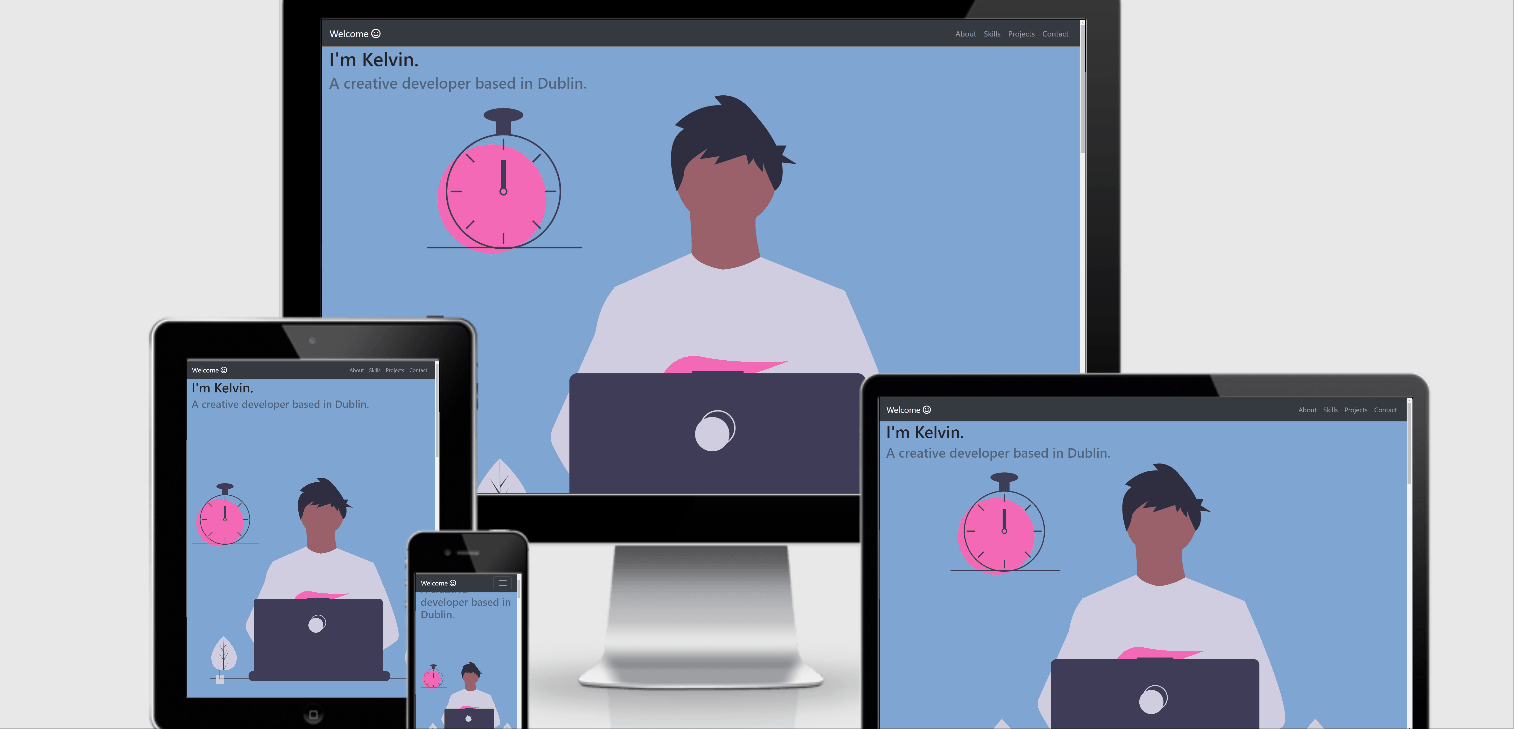 Welcome ☺
About Skills Projects Contact
I'm Kelvin.
A creative developer based in Dublin.
Welcome ☺
About Skills Projects Contact
I'm Kelvin.
A creative developer based in Dublin.
Welcome ☺
developer based in
Dublin.
Welcome ☺
About Skills Projects Contact
I'm Kelvin.
A creative developer based in Dublin.